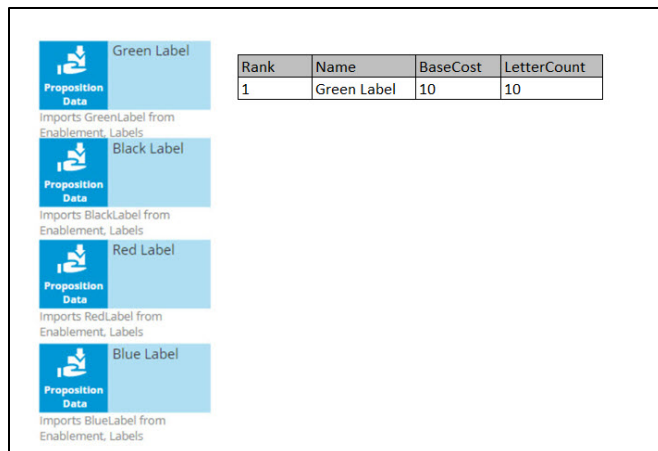 Green Label
Proposition
Data
Imports GreenLabel from
Enablement, Labels
Black Label
Proposition
Data
Imports BlackLabel from
Enablement, Labels
Red Label
Proposition
Data
Imports RedLabel from
Enablement, Labels
Blue Label
Proposition
Data
Imports BlueLabel from
Enablement, Labels
Rank Name BaseCost LetterCount
1 Green Label 10 10